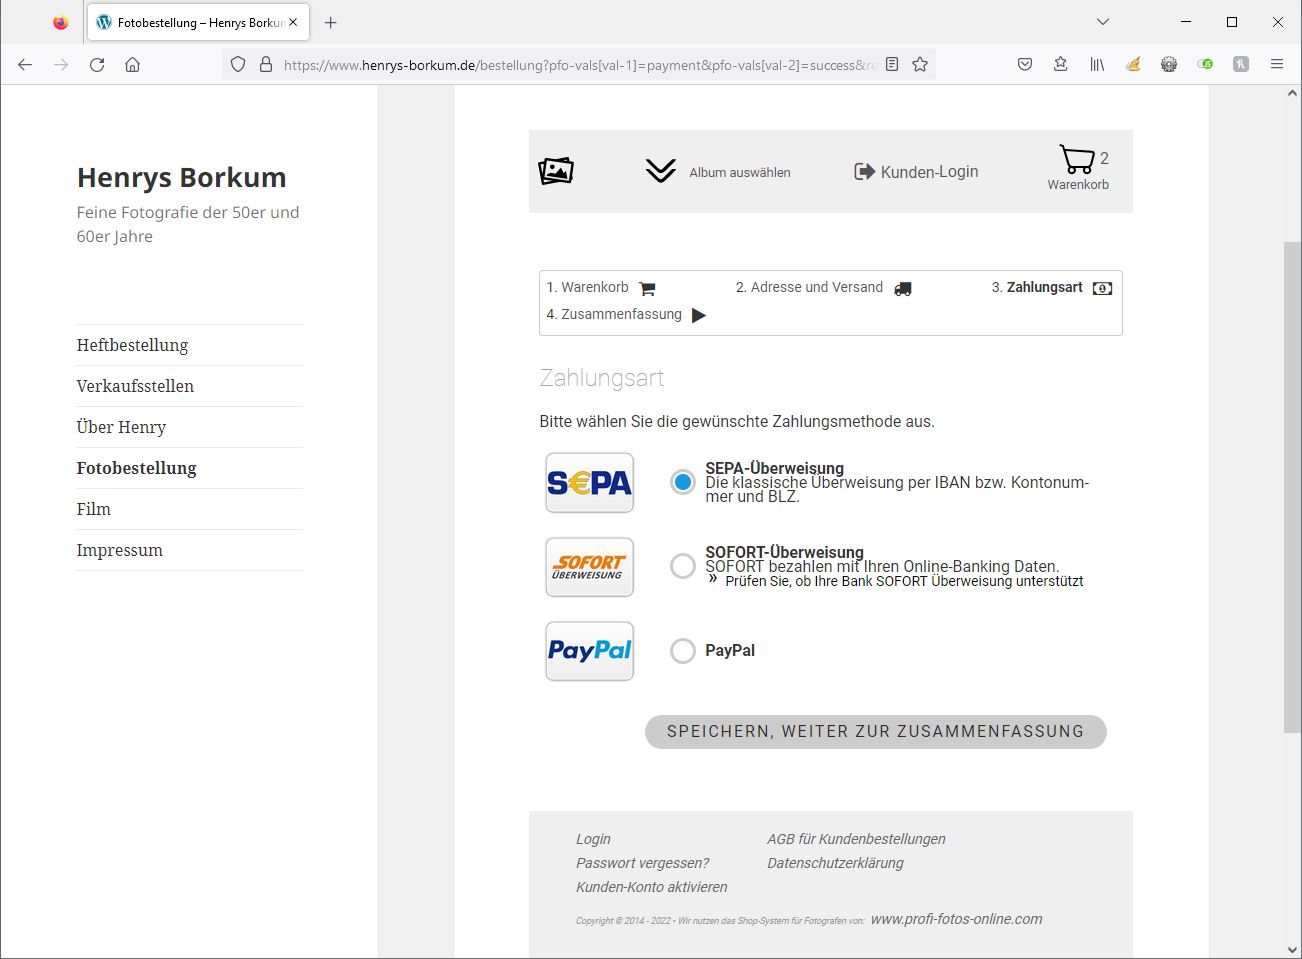 Fotobestellung – Henrys Borkum
https://www.henrys-borkum.de/bestellung?pfo-vals[val-1]=payment&pfo-vals[val-2]=success&re
Henrys Borkum
Feine Fotografie der 50er und
60er Jahre
Heftbestellung
Verkaufsstellen
Über Henry
Fotobestellung
Film
Impressum
Album auswählen
Kunden-Login
2
Warenkorb
1. Warenkorb
2. Adresse und Versand
3. Zahlungsart
4. Zusammenfassung
Zahlungsart
Bitte wählen Sie die gewünschte Zahlungsmethode aus.
S€PA
SEPA-Überweisung
Die klassische Überweisung per IBAN bzw. Kontonum-
mer und BLZ.
SOFORT
ÜBERWEISUNG
SOFORT-Überweisung
SOFORT bezahlen mit Ihren Online-Banking Daten.
» Prüfen Sie, ob Ihre Bank SOFORT Überweisung unterstützt
PayPal
PayPal
SPEICHERN, WEITER ZUR ZUSAMMENFASSUNG
Login
AGB für Kundenbestellungen
Passwort vergessen?
Datenschutzerklärung
Kunden-Konto aktivieren
Copyright © 2014 - 2022 • Wir nutzen das Shop-System für Fotografen von: www.profi-fotos-online.com